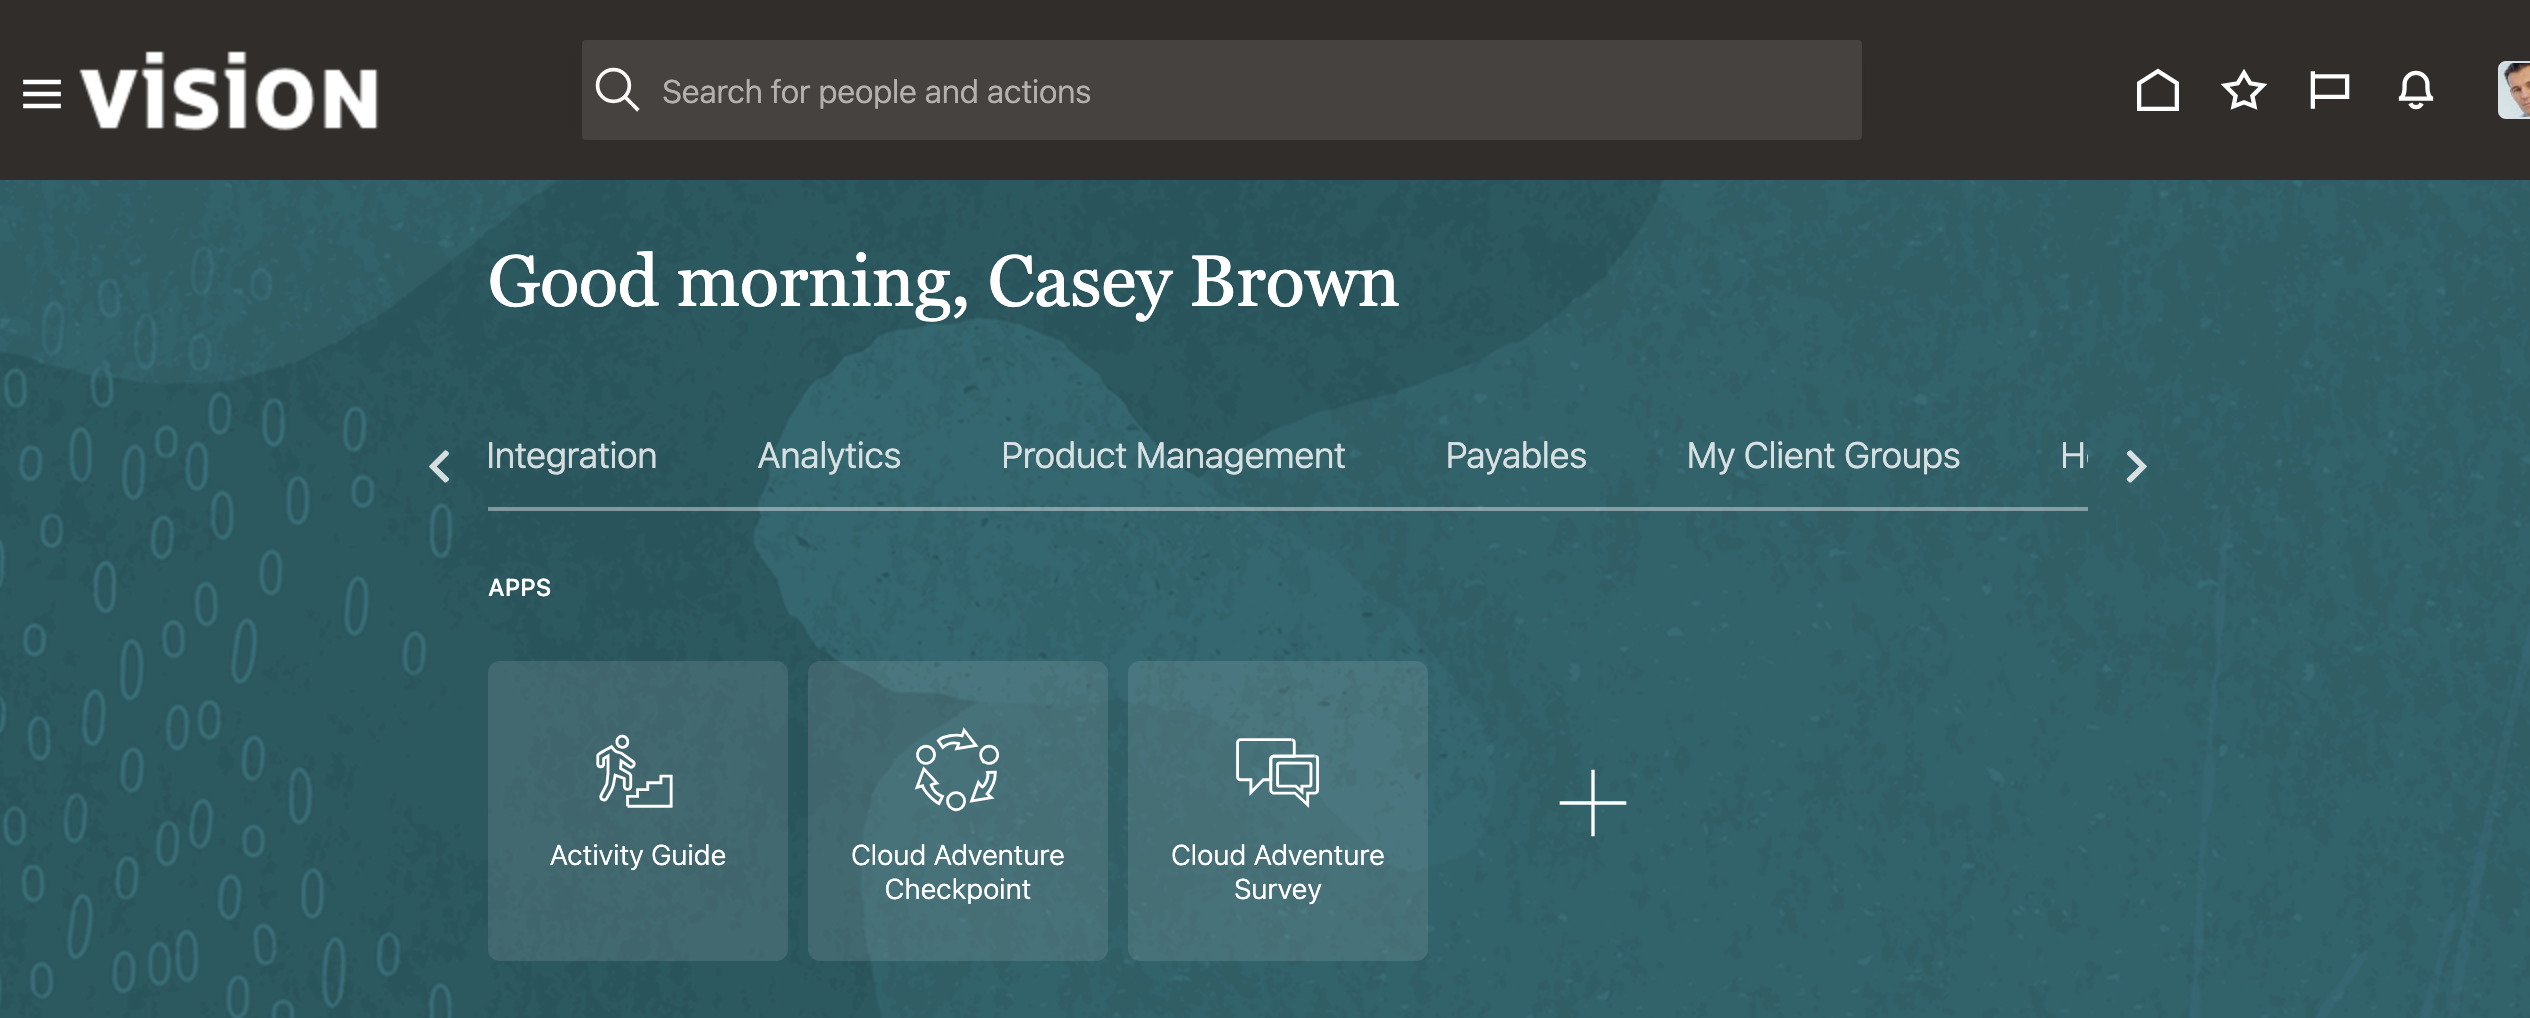 vision
Search for people and actions
Good morning, Casey Brown
Integration Analytics Product Management Payables My Client Groups
APPS
Activity Guide
Cloud Adventure
Checkpoint
Cloud Adventure
Survey